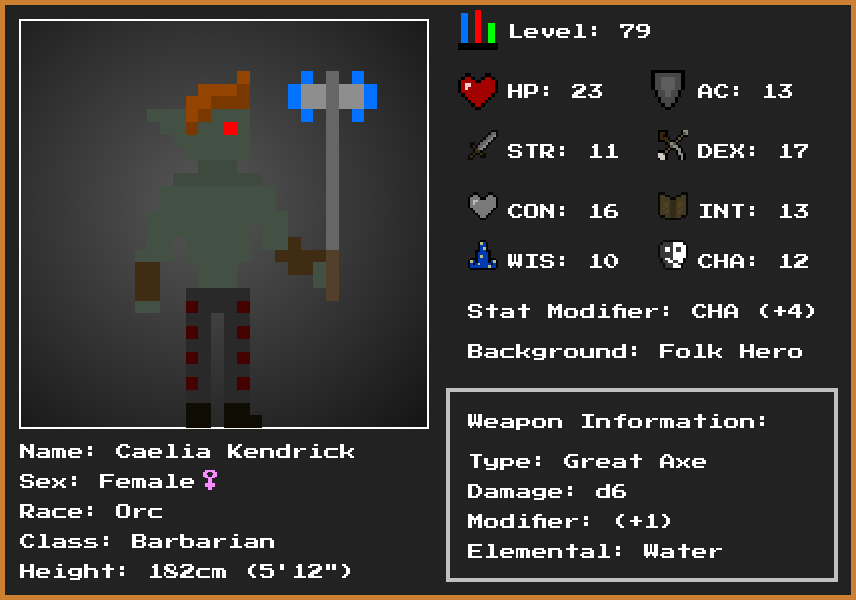 Level: 79
HP: 23
AC: 13
STR: 11
DEX: 17
CON: 16
INT: 13
WIS: 10
CHA: 12
Stat Modifier: CHA (+4)
Background: Folk Hero
Weapon Information:
Type: Great Axe
Damage: d6
Modifier: (+1)
Elemental: Water
Name: Caelia Kendrick
Sex: Female♀
Race: Orc
Class: Barbarian
Height: 182cm (5'12")